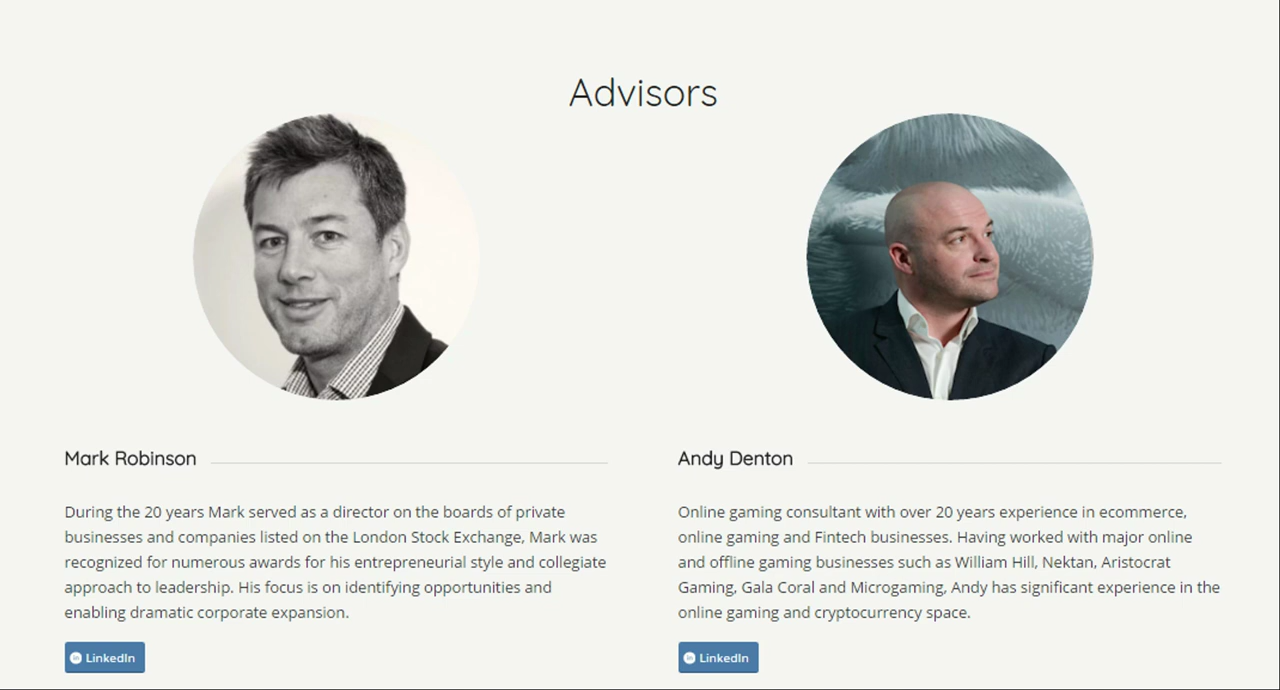 Advisors
Mark Robinson
During the 20 years Mark served as a director on the boards of private
businesses and companies listed on the London Stock Exchange, Mark was
recognized for numerous awards for his entrepreneurial style and collegiate
approach to leadership. His focus is on identifying opportunities and
enabling dramatic corporate expansion.
LinkedIn
Andy Denton
Online gaming consultant with over 20 years experience in ecommerce,
online gaming and Fintech businesses. Having worked with major online
and offline gaming businesses such as William Hill, Nektan, Aristocrat
Gaming, Gala Coral and Microgaming, Andy has significant experience in the
online gaming and cryptocurrency space.
LinkedIn